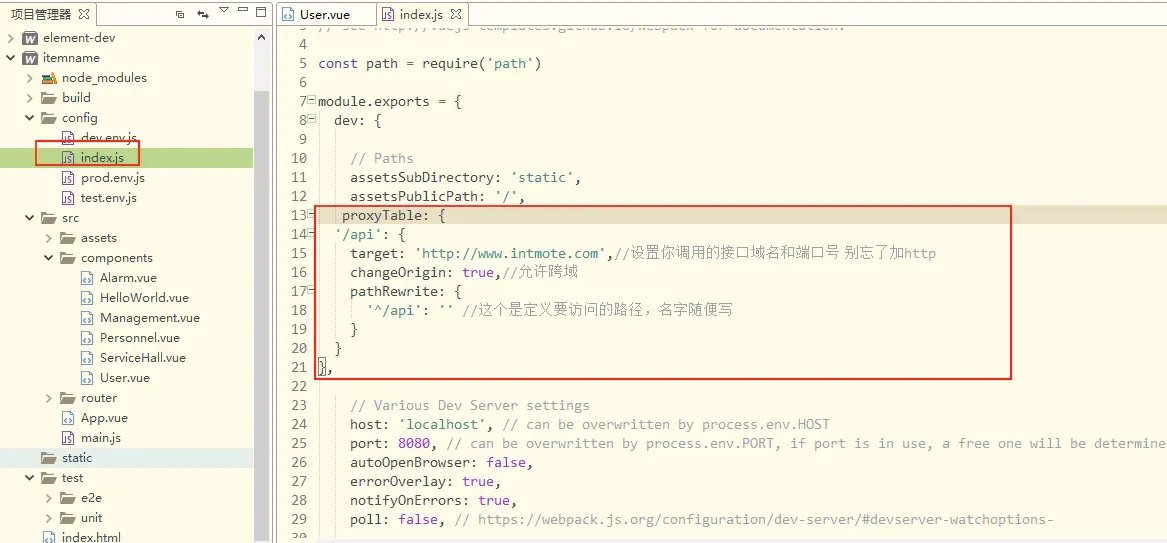 项目管理器
element-dev
itemname
node_modules
build
config
dev.env.js
index.js
prod.env.js
test.env.js
src
assets
components
Alarm.vue
HelloWorld.vue
Management.vue
Personnel.vue
ServiceHall.vue
User.vue
router
App.vue
main.js
static
test
e2e
unit
index.html
User.vue
index.js
// see http://vuejs-templates.github.io/webpack for documentation.
4
5 const path = require('path')
6
7 module.exports = {
8 dev: {
9
10 // Paths
11 assetsSubDirectory: 'static',
12 assetsPublicPath: '/',
13 proxyTable: {
14 '/api': {
15 target: 'http://www.intmote.com',//设置你调用的接口域名和端口号 别忘了加http
16 changeOrigin: true,//允许跨域
17 pathRewrite: {
18 '^/api': '' //这个是定义要访问的路径，名字随便写
19 }
20 }
21 },
22
23 // Various Dev Server settings
24 host: 'localhost', // can be overwritten by process.env.HOST
25 port: 8080, // can be overwritten by process.env.PORT, if port is in use, a free one will be determine
26 autoOpenBrowser: false,
27 errorOverlay: true,
28 notifyOnErrors: true,
29 poll: false, // https://webpack.js.org/configuration/dev-server/#devserver-watchoptions-
30